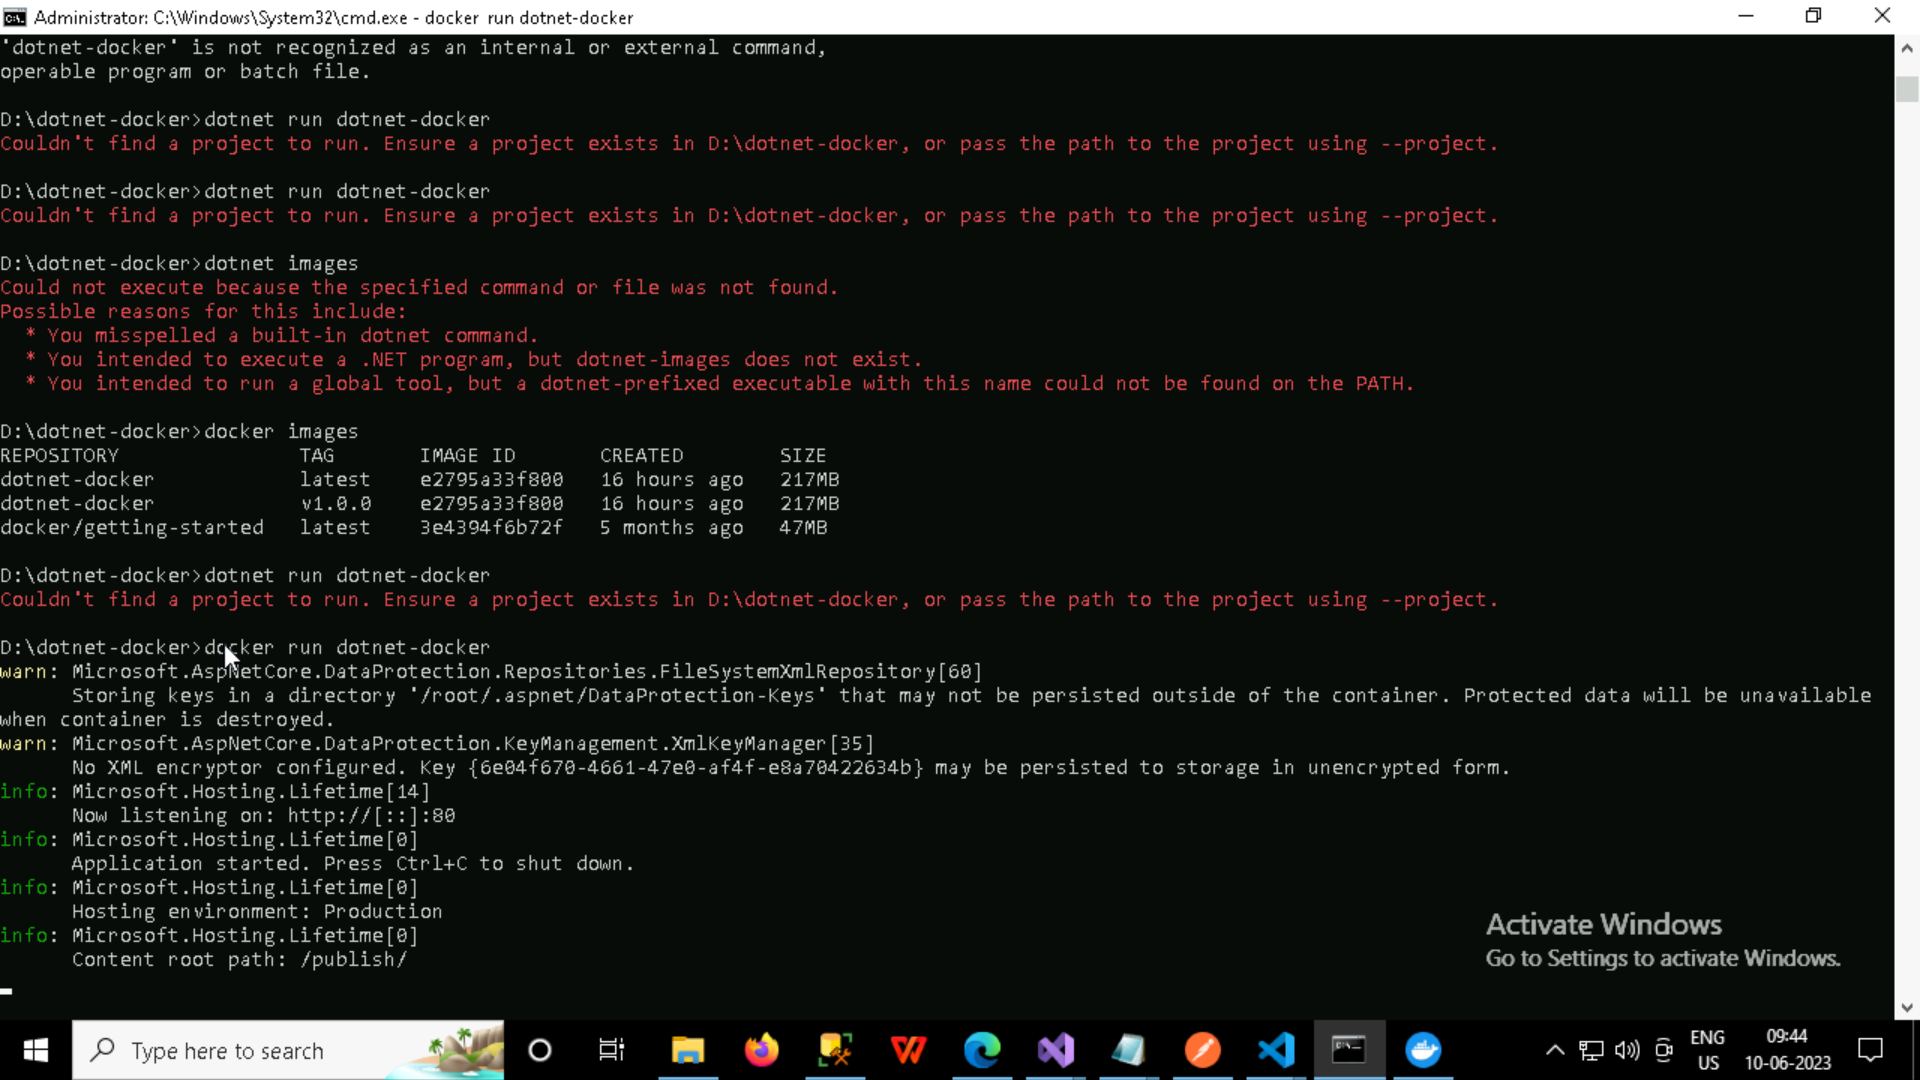 Administrator: C:\Windows\System32\cmd.exe - docker  run dotnet-docker
'dotnet-docker' is not recognized as an internal or external command,
operable program or batch file.
D:\dotnet-docker>dotnet run dotnet-docker
Couldn't find a project to run. Ensure a project exists in D:\dotnet-docker, or pass the path to the project using --project.
D:\dotnet-docker>dotnet run dotnet-docker
Couldn't find a project to run. Ensure a project exists in D:\dotnet-docker, or pass the path to the project using --project.
D:\dotnet-docker>dotnet images
Could not execute because the specified command or file was not found.
Possible reasons for this include:
  * You misspelled a built-in dotnet command.
  * You intended to execute a .NET program, but dotnet-images does not exist.
  * You intended to run a global tool, but a dotnet-prefixed executable with this name could not be found on the PATH.
D:\dotnet-docker>docker images
REPOSITORY               TAG       IMAGE ID       CREATED         SIZE
dotnet-docker            latest    e2795a33f800   16 hours ago    217MB
dotnet-docker            v1.0.0    e2795a33f800   16 hours ago    217MB
docker/getting-started   latest    3e4394f6b72f   5 months ago    47MB
D:\dotnet-docker>dotnet run dotnet-docker
Couldn't find a project to run. Ensure a project exists in D:\dotnet-docker, or pass the path to the project using --project.
D:\dotnet-docker>docker run dotnet-docker
warn: Microsoft.AspNetCore.DataProtection.Repositories.FileSystemXmlRepository[60]
      Storing keys in a directory '/root/.aspnet/DataProtection-Keys' that may not be persisted outside of the container. Protected data will be unavailable
when container is destroyed.
warn: Microsoft.AspNetCore.DataProtection.KeyManagement.XmlKeyManager[35]
      No XML encryptor configured. Key {6e04f670-4661-47e0-af4f-e8a70422634b} may be persisted to storage in unencrypted form.
info: Microsoft.Hosting.Lifetime[14]
      Now listening on: http://[::]:80
info: Microsoft.Hosting.Lifetime[0]
      Application started. Press Ctrl+C to shut down.
info: Microsoft.Hosting.Lifetime[0]
      Hosting environment: Production
info: Microsoft.Hosting.Lifetime[0]
      Content root path: /publish/
Activate Windows
Go to Settings to activate Windows.
Type here to search
ENG
US
09:44
10-06-2023